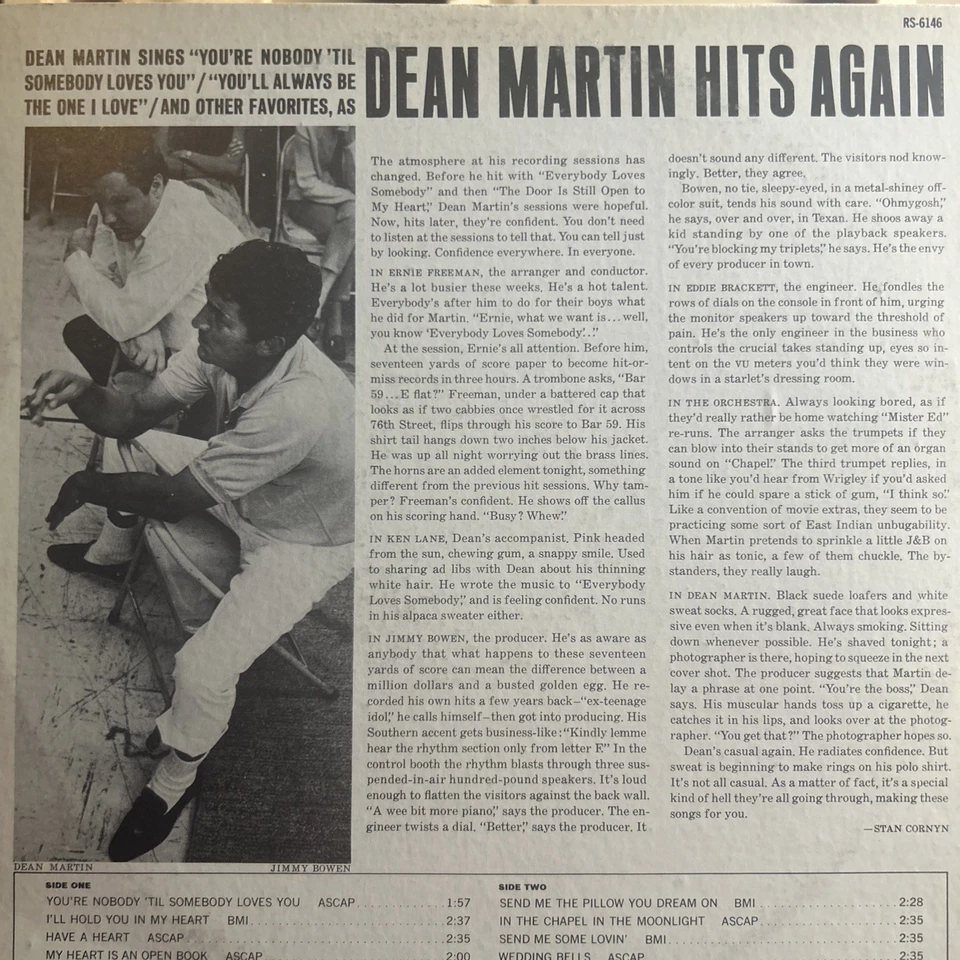 RS-6146
DEAN MARTIN SINGS "YOU'RE NOBODY 'TIL
SOMEBODY LOVES YOU"/"YOU'LL ALWAYS BE
THE ONE I LOVE"/AND OTHER FAVORITES, AS
DEAN MARTIN HITS AGAIN
The atmosphere at his recording sessions has
changed. Before he hit with "Everybody Loves
Somebody" and then "The Door Is Still Open to
My Heart," Dean Martin's sessions were hopeful.
Now, hits later, they're confident. You don't need
to listen at the sessions to tell that. You can tell just
by looking. Confidence everywhere. In everyone.
IN ERNIE FREEMAN, the arranger and conductor.
He's a lot busier these weeks. He's a hot talent.
Everybody's after him to do for their boys what
he did for Martin. "Ernie, what we want is...well,
you know 'Everybody Loves Somebody'..."
At the session, Ernie's all attention. Before him,
seventeen yards of score paper to become hit-or-
miss records in three hours. A trombone asks, "Bar
59...E flat?" Freeman, under a battered cap that
looks as if two cabbies once wrestled for it across
76th Street, flips through his score to Bar 59. His
shirt tail hangs down two inches below his jacket.
He was up all night worrying out the brass lines.
The horns are an added element tonight, something
different from the previous hit sessions. Why tam-
per? Freeman's confident. He shows off the callus
on his scoring hand. "Busy? Whew."
IN KEN LANE, Dean's accompanist. Pink headed
from the sun, chewing gum, a snappy smile. Used
to sharing ad libs with Dean about his thinning
white hair. He wrote the music to "Everybody
Loves Somebody," and is feeling confident. No runs
in his alpaca sweater either.
IN JIMMY BOWEN, the producer. He's as aware as
anybody that what happens to these seventeen
yards of score can mean the difference between a
million dollars and a busted golden egg. He re-
corded his own hits a few years back–"ex-teenage
idol," he calls himself–then got into producing. His
Southern accent gets business-like: "Kindly lemme
hear the rhythm section only from letter F." In the
control booth the rhythm blasts through three sus-
pended-in-air hundred-pound speakers. It's loud
enough to flatten the visitors against the back wall.
"A wee bit more piano," says the producer. The en-
gineer twists a dial. "Better," says the producer. It
doesn't sound any different. The visitors nod know-
ingly. Better, they agree.
Bowen, no tie, sleepy-eyed, in a metal-shiney off-
color suit, tends his sound with care. "Ohmygosh,"
he says, over and over, in Texan. He shoos away a
kid standing by one of the playback speakers.
"You're blocking my triplets," he says. He's the envy
of every producer in town.
IN EDDIE BRACKETT, the engineer. He fondles the
rows of dials on the console in front of him, urging
the monitor speakers up toward the threshold of
pain. He's the only engineer in the business who
controls the crucial takes standing up, eyes so in-
tent on the VU meters you'd think they were win-
dows in a starlet's dressing room.
IN THE ORCHESTRA. Always looking bored, as if
they'd really rather be home watching "Mister Ed"
re-runs. The arranger asks the trumpets if they
can blow into their stands to get more of an organ
sound on "Chapel." The third trumpet replies, in
a tone like you'd hear from Wrigley if you'd asked
him if he could spare a stick of gum, "I think so."
Like a convention of movie extras, they seem to be
practicing some sort of East Indian unbugability.
When Martin pretends to sprinkle a little J&B on
his hair as tonic, a few of them chuckle. The by-
standers, they really laugh.
IN DEAN MARTIN. Black suede loafers and white
sweat socks. A rugged, great face that looks expres-
sive even when it's blank. Always smoking. Sitting
down whenever possible. He's shaved tonight; a
photographer is there, hoping to squeeze in the next
cover shot. The producer suggests that Martin de-
lay a phrase at one point. "You're the boss," Dean
says. His muscular hands toss up a cigarette, he
catches it in his lips, and looks over at the photog-
rapher. "You get that?" The photographer hopes so.
Dean's casual again. He radiates confidence. But
sweat is beginning to make rings on his polo shirt.
It's not all casual. As a matter of fact, it's a special
kind of hell they're all going through, making these
songs for you.
—STAN CORNYN
DEAN MARTIN
JIMMY BOWEN
SIDE ONE
YOU'RE NOBODY 'TIL SOMEBODY LOVES YOU ASCAP 1:57
I'LL HOLD YOU IN MY HEART BMI 2:37
HAVE A HEART ASCAP 2:35
MY HEART IS AN OPEN BOOK ASCAP 2:00
SIDE TWO
SEND ME THE PILLOW YOU DREAM ON BMI 2:28
IN THE CHAPEL IN THE MOONLIGHT ASCAP 2:35
SEND ME SOME LOVIN' BMI 2:35
WEDDING BELLS ASCAP 2:35